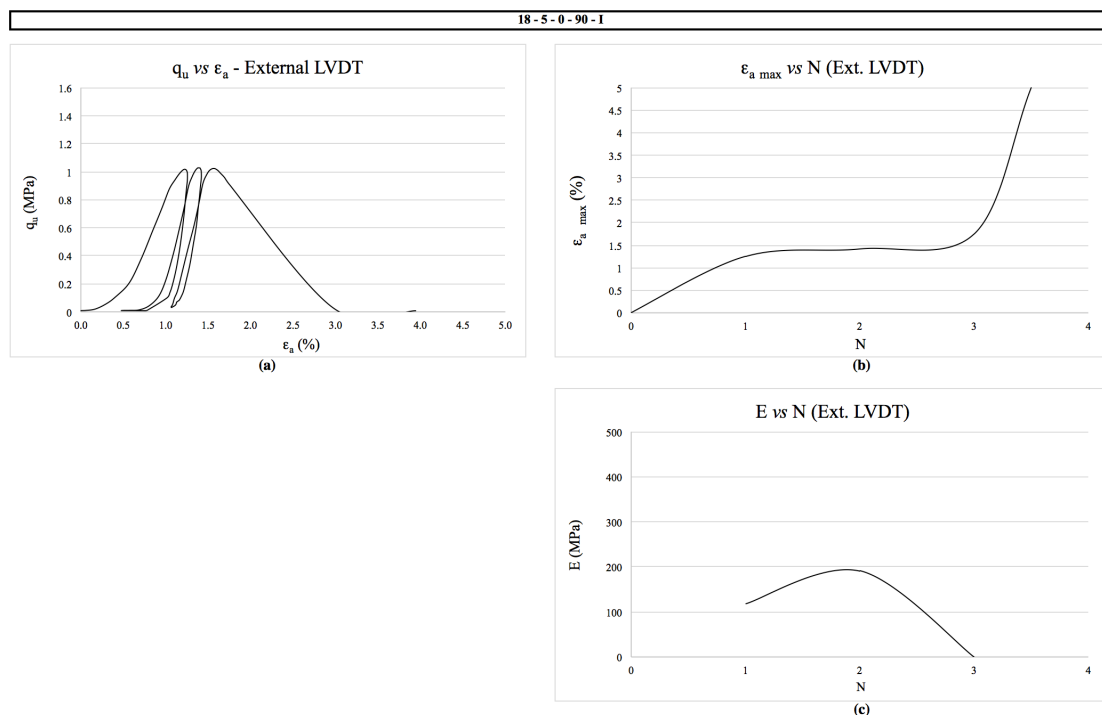 18 - 5 - 0 - 90 - I
qu vs εa - External LVDT
1.6
1.4
1.2
1
0.8
0.6
0.4
0.2
0
qu (MPa)
0.0 0.5 1.0 1.5 2.0 2.5 3.0 3.5 4.0 4.5 5.0
εa (%)
(a)
εa max vs N (Ext. LVDT)
5
4.5
4
3.5
3
2.5
2
1.5
1
0.5
0
εa max (%)
0 1 2 3 4
N
(b)
E vs N (Ext. LVDT)
500
400
300
200
100
0
E (MPa)
0 1 2 3 4
N
(c)